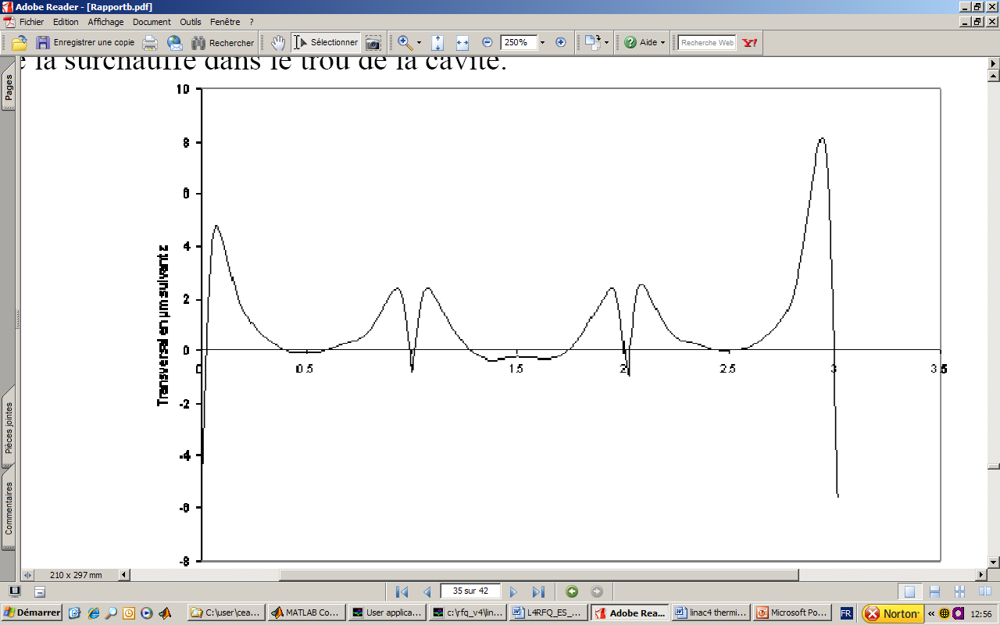 Adobe Reader - [Rapportb.pdf]
Fichier Edition Affichage Document Outils Fenêtre ?
Enregistrer une copie Rechercher Sélectionner 250% Aide Recherche Web Y!
Pages
Pièces jointes
Commentaires
e la surchauffe dans le trou de la cavité.
Transversal en µm suivant z
10
8
6
4
2
0
-2
-4
-6
-8
0 0.5 1.5 2 2.5 3 3.5
210 x 297 mm
35 sur 42
Démarrer C:\user\cea... MATLAB Co... User applica... c:\rfq_v4\lin... L4RFQ_ES_... Adobe Rea... linac4 thermi... Microsoft Po... FR Norton· « 12:56